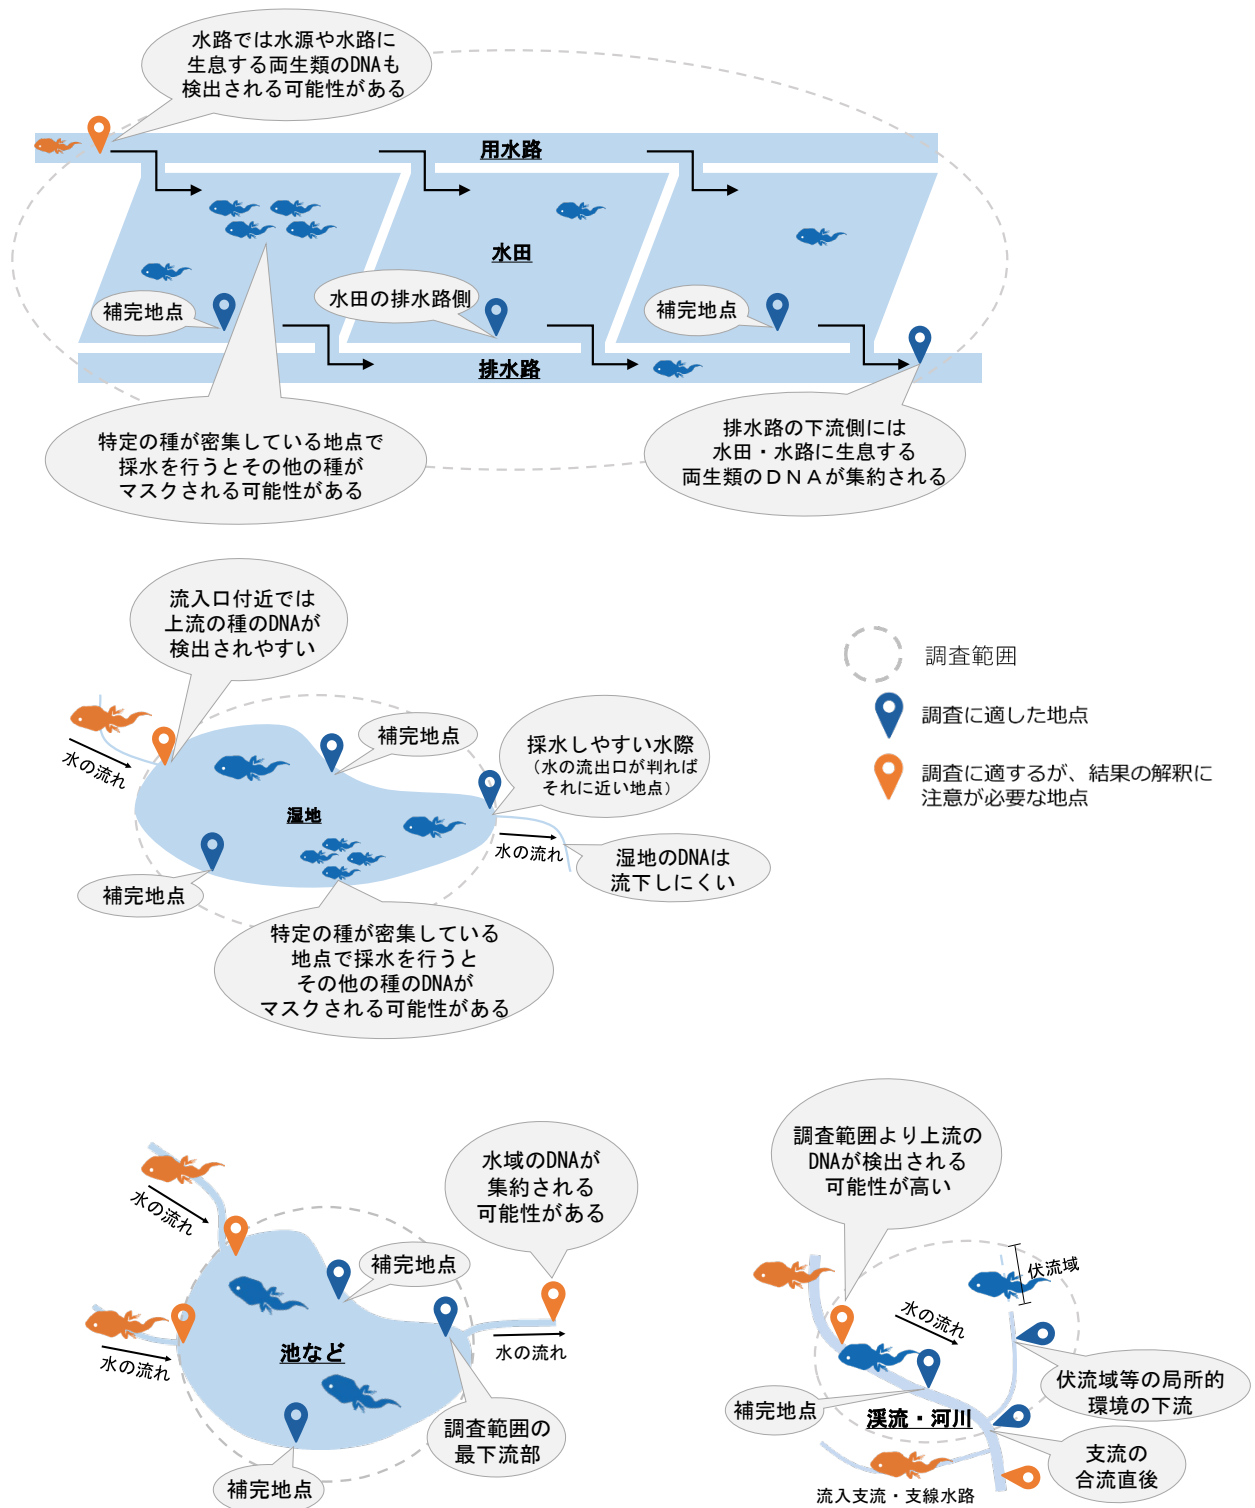 水路では水源や水路に
生息する両生類のDNAも
検出される可能性がある
用水路
水田
補完地点
水田の排水路側
補完地点
排水路
特定の種が密集している地点で
採水を行うとその他の種が
マスクされる可能性がある
排水路の下流側には
水田・水路に生息する
両生類のＤＮＡが集約される
流入口付近では
上流の種のDNAが
検出されやすい
水の流れ
補完地点
採水しやすい水際
（水の流出口が判れば
それに近い地点）
湿地
水の流れ
湿地のDNAは
流下しにくい
補完地点
特定の種が密集している
地点で採水を行うと
その他の種のDNAが
マスクされる可能性がある
調査範囲
調査に適した地点
調査に適するが、結果の解釈に
注意が必要な地点
水の流れ
水域のDNAが
集約される
可能性がある
補完地点
水の流れ
池など
水の流れ
調査範囲の
最下流部
補完地点
調査範囲より上流の
DNAが検出される
可能性が高い
伏流域
水の流れ
伏流域等の局所的
環境の下流
補完地点
渓流・河川
支流の
合流直後
流入支流・支線水路